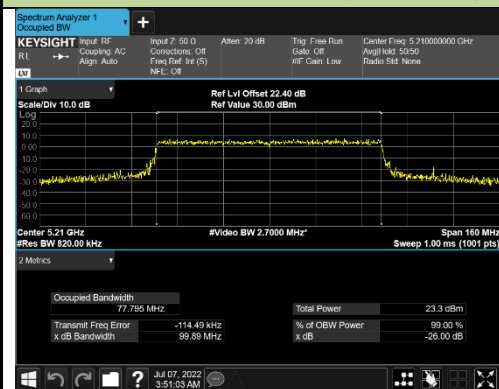 Spectrum Analyzer 1
Occupied BW
KEYSIGHT Input: RF Input Z: 50 Ω Atten: 20 dB Trig: Free Run Center Freq: 5.210000000 GHz
RL Coupling: AC Corrections: Off Gate: Off Avg|Hold: 50/50
Align: Auto Freq Ref: Int (S) #IF Gain: Low Radio Std: None
LXI NFE: Off
1 Graph
Ref Lvl Offset 22.40 dB
Scale/Div 10.0 dB Ref Value 30.00 dBm
Log
20.0
10.0
0.00
-10.0
-20.0
-30.0
-40.0
-50.0
-60.0
Center 5.21 GHz #Video BW 2.7000 MHz* Span 160 MHz
#Res BW 820.00 kHz Sweep 1.00 ms (1001 pts)
2 Metrics
Occupied Bandwidth
77.795 MHz Total Power 23.3 dBm
Transmit Freq Error -114.49 kHz % of OBW Power 99.00 %
x dB Bandwidth 99.89 MHz x dB -26.00 dB
Jul 07, 2022
3:51:03 AM